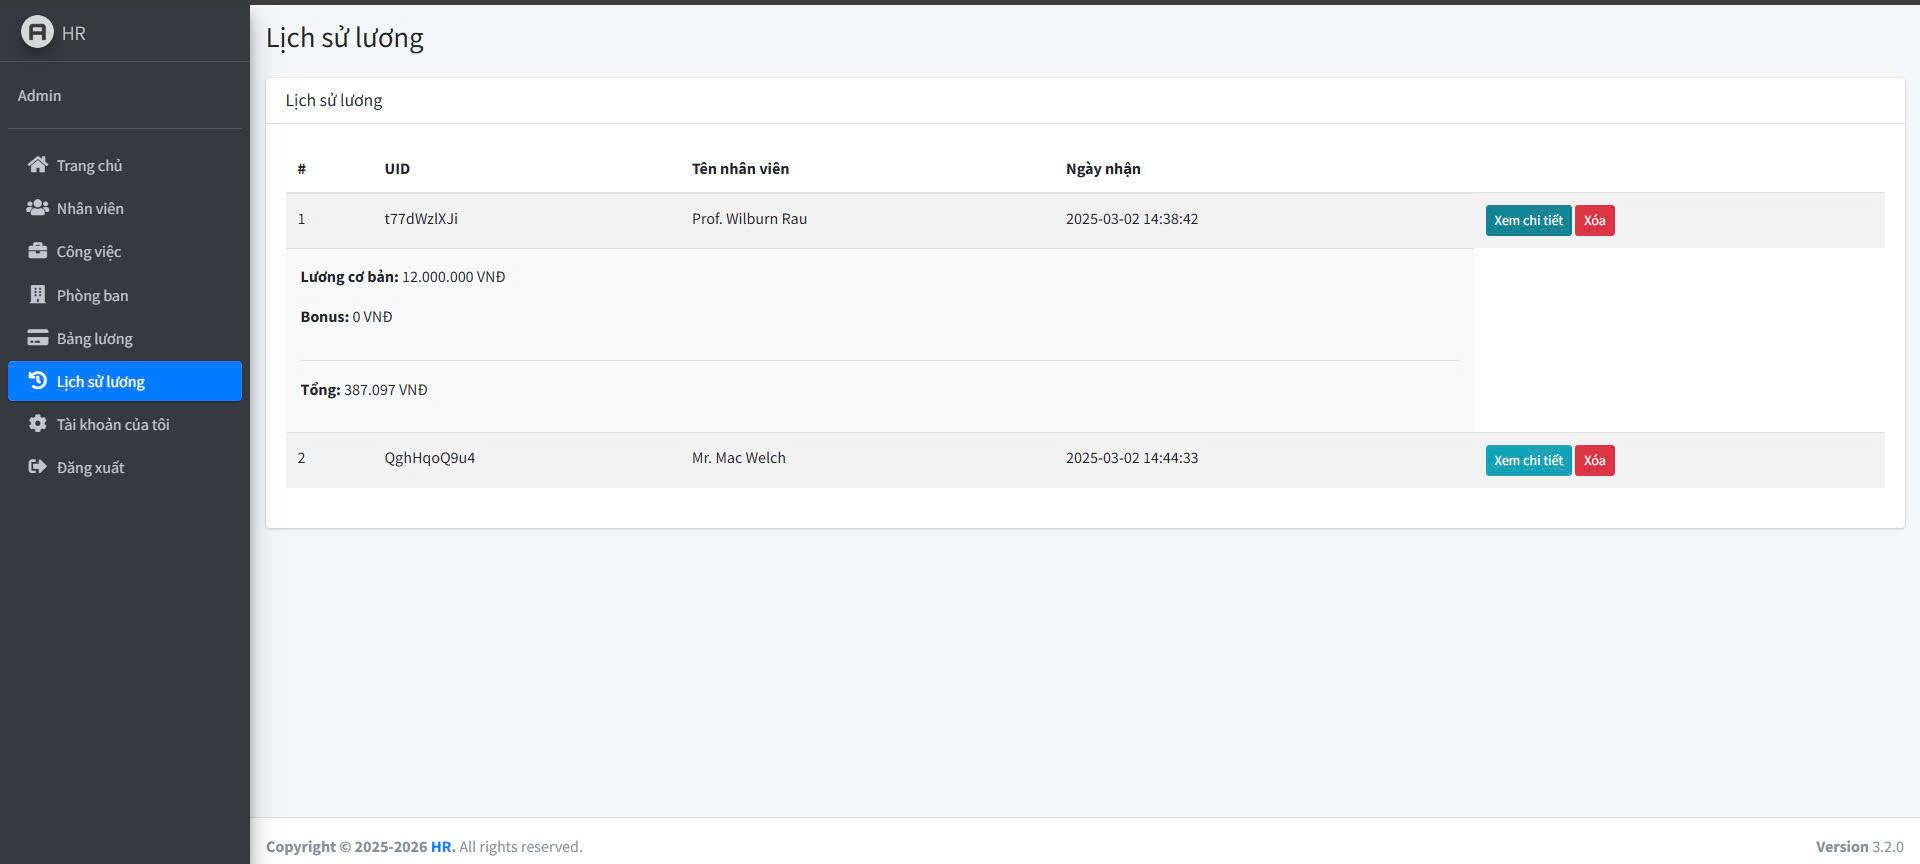 HR
Admin
Trang chủ
Nhân viên
Công việc
Phòng ban
Bảng lương
Lịch sử lương
Tài khoản của tôi
Đăng xuất
Lịch sử lương
Lịch sử lương
# UID Tên nhân viên Ngày nhận
1 t77dWzlXJi Prof. Wilburn Rau 2025-03-02 14:38:42 Xem chi tiết Xóa
Lương cơ bản: 12.000.000 VNĐ
Bonus: 0 VNĐ
Tổng: 387.097 VNĐ
2 QghHqoQ9u4 Mr. Mac Welch 2025-03-02 14:44:33 Xem chi tiết Xóa
Copyright © 2025-2026 HR. All rights reserved. Version 3.2.0